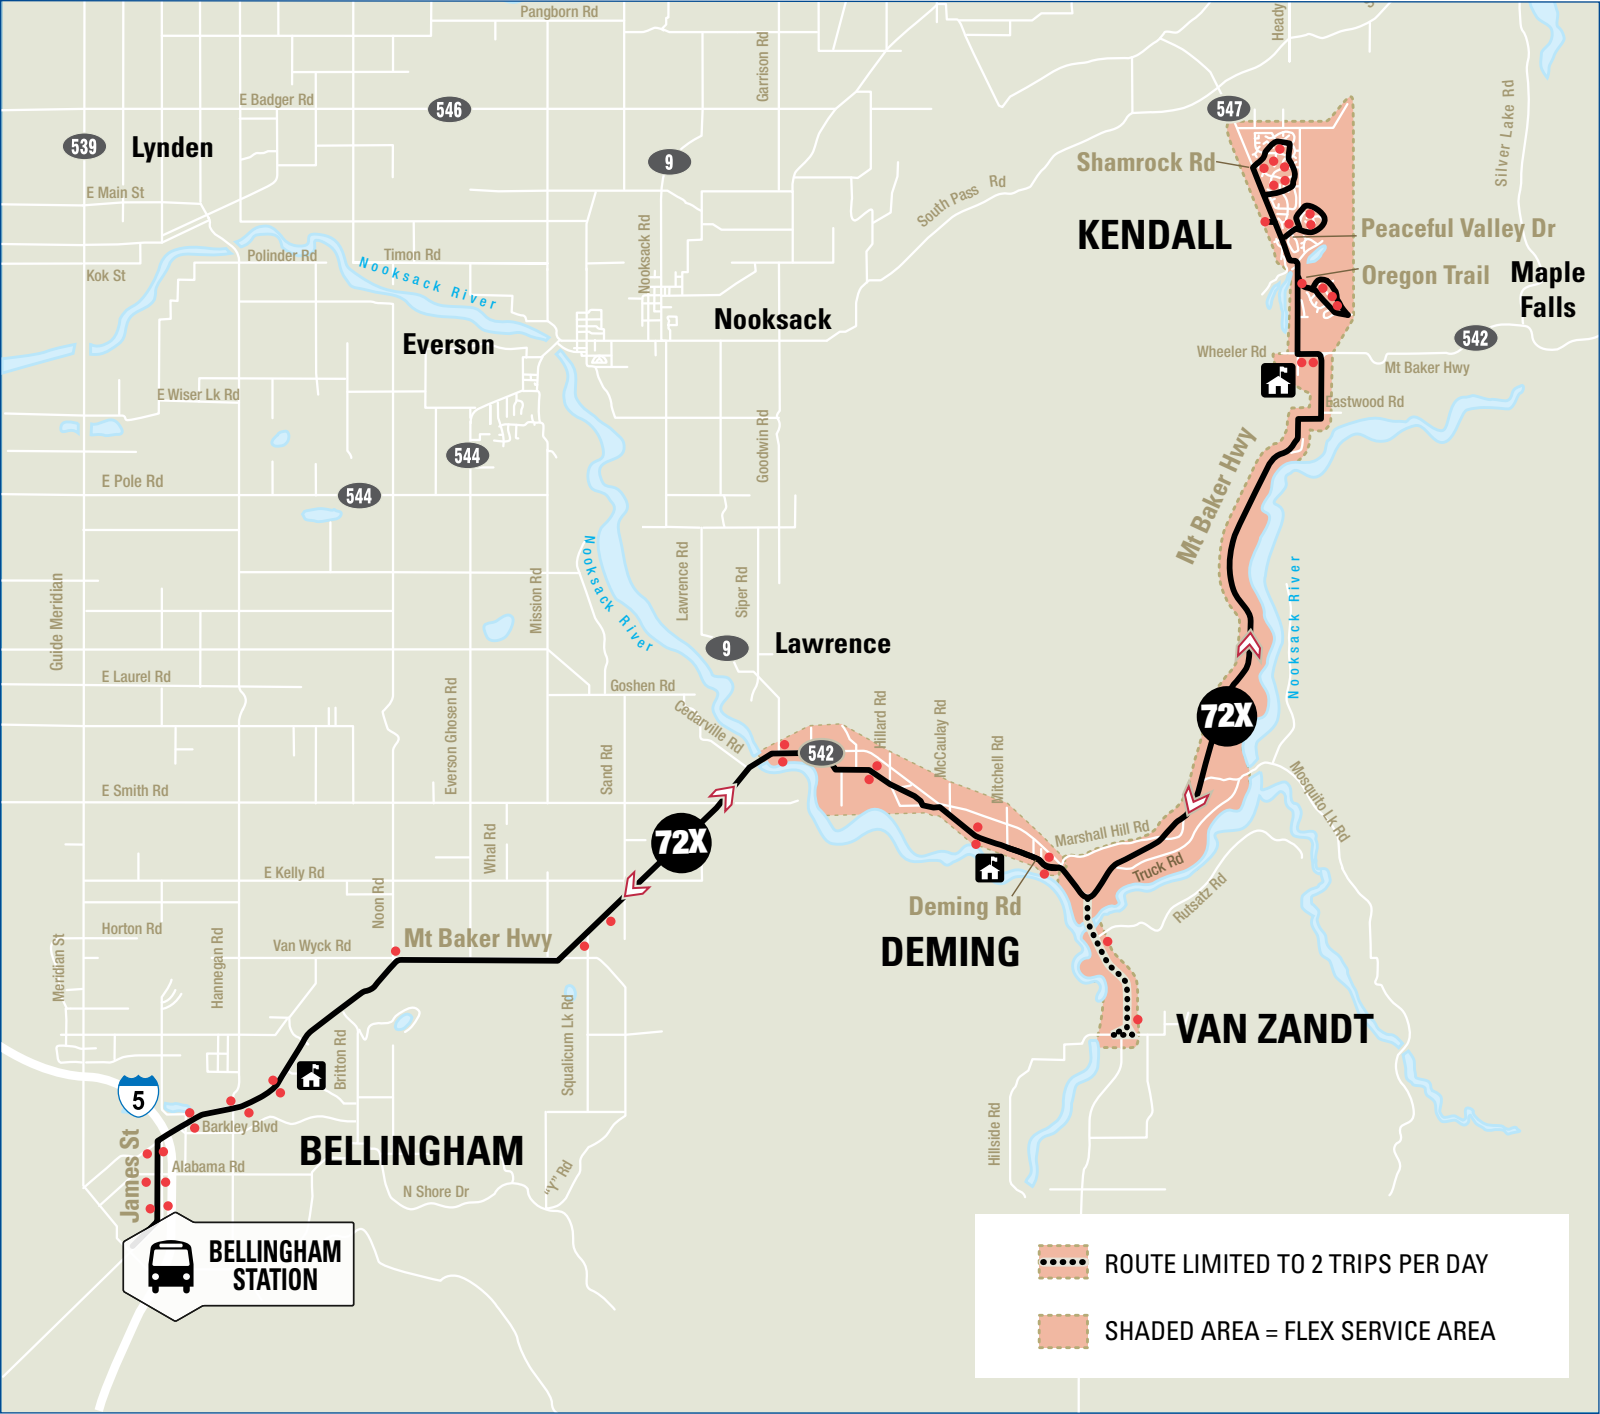 Pangborn Rd
Heady
Garrison Rd
Silver Lake Rd
E Badger Rd
546
547
539
Lynden
9
Shamrock Rd
E Main St
South Pass Rd
KENDALL
Peaceful Valley Dr
Nooksack Rd
Polinder Rd
Timon Rd
Kok St
Nooksack River
Oregon Trail
Maple
Falls
Nooksack
Everson
542
Wheeler Rd
Mt Baker Hwy
E Wiser Lk Rd
Eastwood Rd
Goodwin Rd
544
Mt Baker Hwy
E Pole Rd
544
Nooksack River
Lawrence Rd
Siper Rd
Mission Rd
Guide Meridian
Nooksack River
9
Lawrence
E Laurel Rd
Goshen Rd
Everson Ghosen Rd
Cedarville Rd
Hillard Rd
McCaulay Rd
Mitchell Rd
72X
542
Sand Rd
E Smith Rd
Mosquito Lk Rd
72X
Whal Rd
Marshall Hill Rd
Truck Rd
E Kelly Rd
Noon Rd
Rutsatz Rd
Deming Rd
Horton Rd
Hannegan Rd
Van Wyck Rd
Mt Baker Hwy
DEMING
Meridian St
Squalicum Lk Rd
VAN ZANDT
Britton Rd
5
Barkley Blvd
BELLINGHAM
Hillside Rd
James St
Alabama Rd
N Shore Dr
"Y" Rd
BELLINGHAM
STATION
ROUTE LIMITED TO 2 TRIPS PER DAY
SHADED AREA = FLEX SERVICE AREA